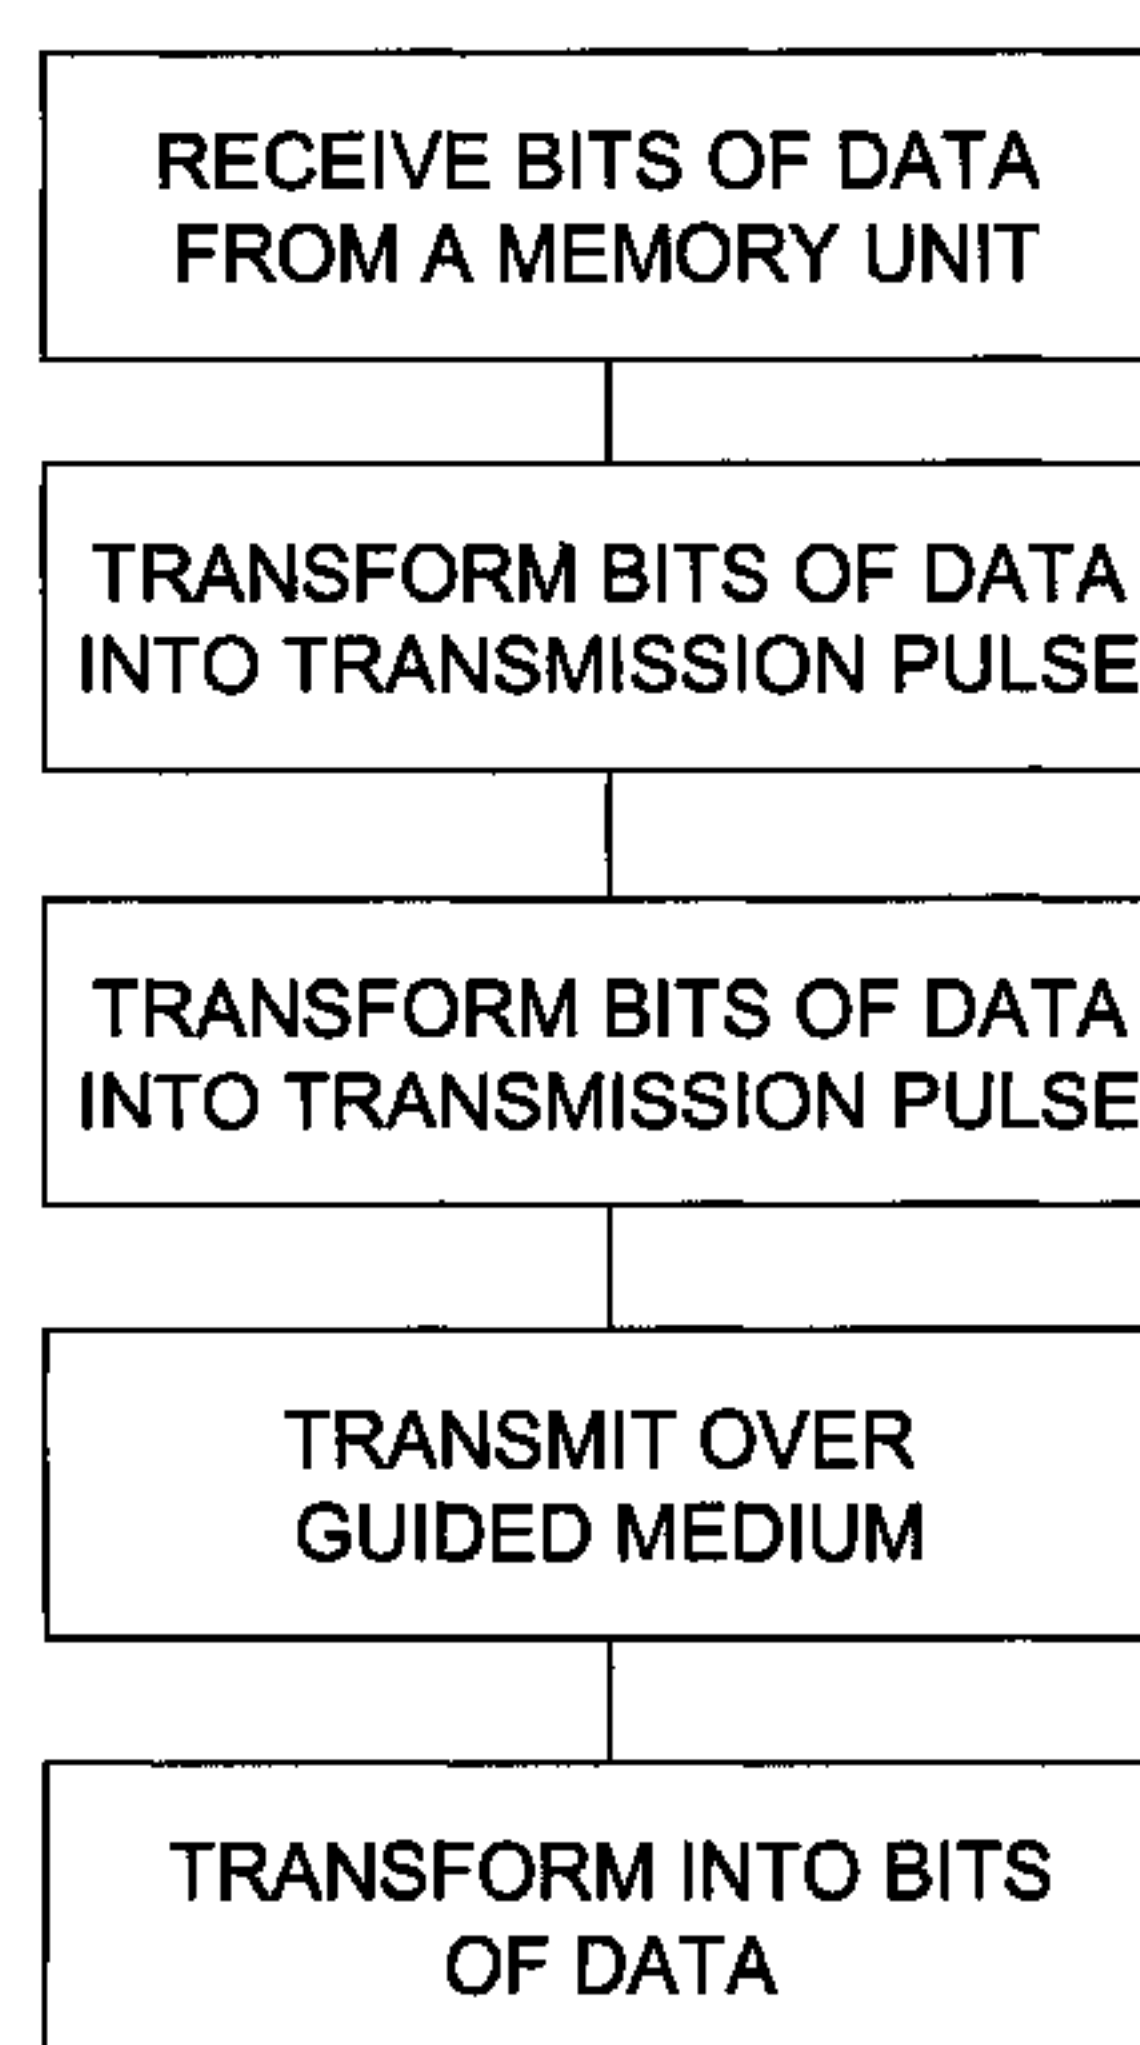 RECEIVE BITS OF DATA
FROM A MEMORY UNIT
TRANSFORM BITS OF DATA
INTO TRANSMISSION PULSE
TRANSFORM BITS OF DATA
INTO TRANSMISSION PULSE
TRANSMIT OVER
GUIDED MEDIUM
TRANSFORM INTO BITS
OF DATA